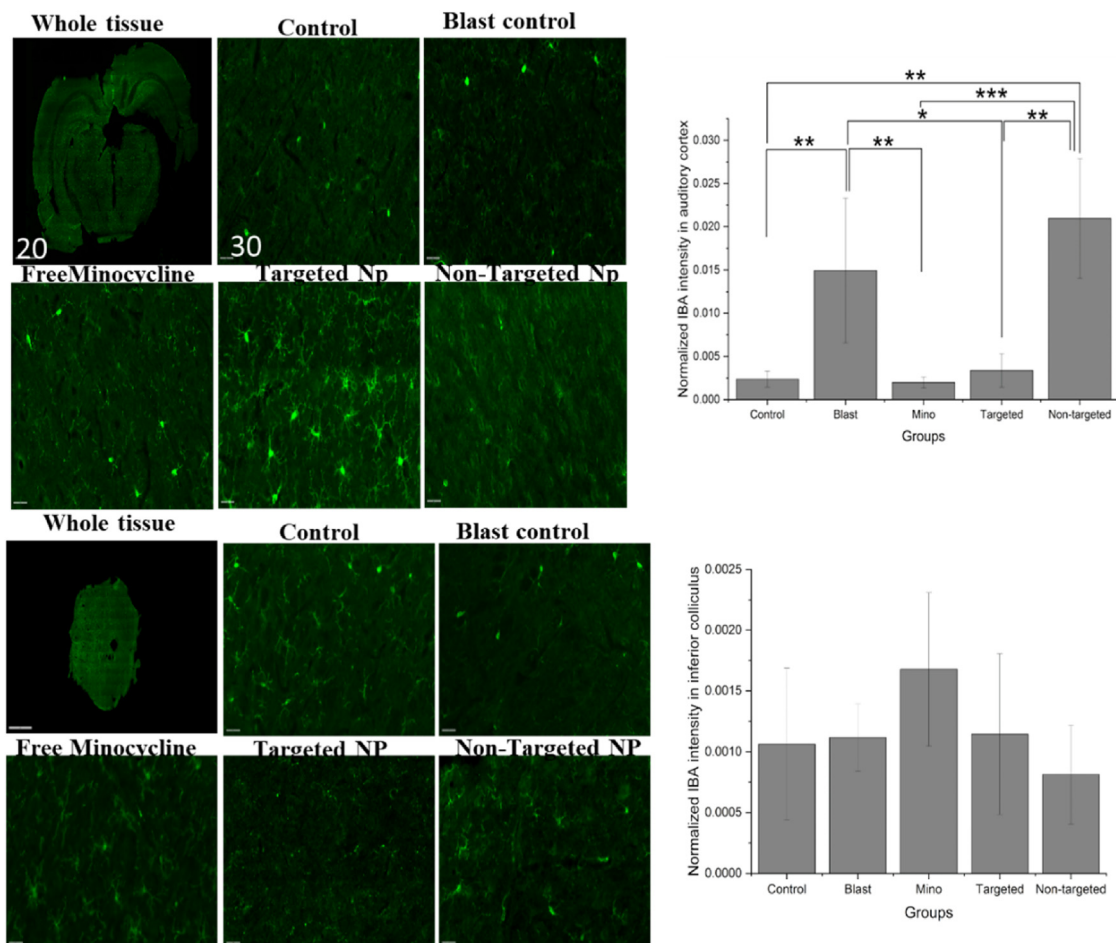 Whole tissue
Control
Blast control
20
30
FreeMinocycline
Targeted Np
Non-Targeted Np
Normalized IBA intensity in auditory cortex
0.030
0.025
0.020
0.015
0.010
0.005
0.000
**
***
*
**
**
**
Control
Blast
Mino
Targeted
Non-targeted
Groups
Whole tissue
Control
Blast control
Free Minocycline
Targeted NP
Non-Targeted NP
Normalized IBA intensity in inferior colliculus
0.0025
0.0020
0.0015
0.0010
0.0005
0.0000
Control
Blast
Mino
Targeted
Non-targeted
Groups